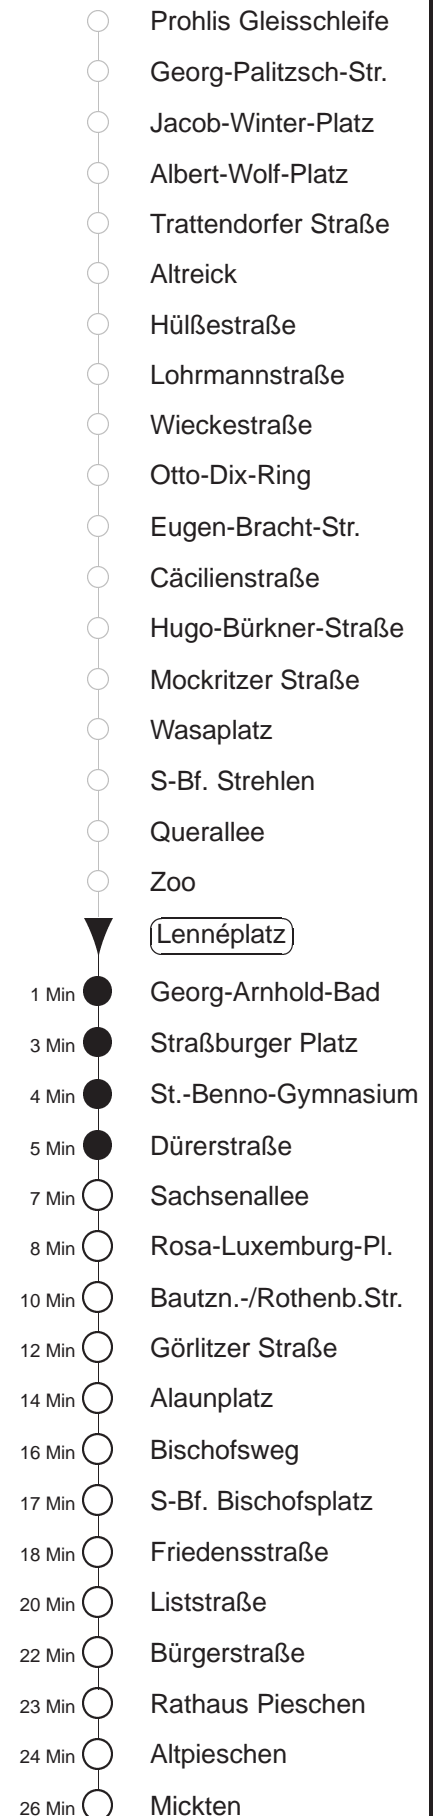 Prohlis Gleisschleife
Georg-Palitzsch-Str.
Jacob-Winter-Platz
Albert-Wolf-Platz
Trattendorfer Straße
Altreick
Hülßestraße
Lohrmannstraße
Wieckestraße
Otto-Dix-Ring
Eugen-Bracht-Str.
Cäcilienstraße
Hugo-Bürkner-Straße
Mockritzer Straße
Wasaplatz
S-Bf. Strehlen
Querallee
Zoo
Lennéplatz
1 Min Georg-Arnhold-Bad
3 Min Straßburger Platz
4 Min St.-Benno-Gymnasium
5 Min Dürerstraße
7 Min Sachsenallee
8 Min Rosa-Luxemburg-Pl.
10 Min Bautzn.-/Rothenb.Str.
12 Min Görlitzer Straße
14 Min Alaunplatz
16 Min Bischofsweg
17 Min S-Bf. Bischofsplatz
18 Min Friedensstraße
20 Min Liststraße
22 Min Bürgerstraße
23 Min Rathaus Pieschen
24 Min Altpieschen
26 Min Mickten